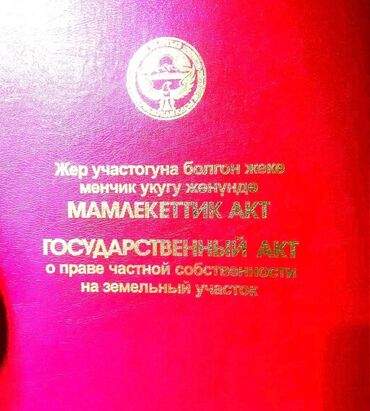 Жер участогуна болгон жеке
менчик укугу жөнүндө
МАМЛЕКЕТТИК АКТ
ГОСУДАРСТВЕННЫЙ АКТ
о праве частной собственности
на земельный участок